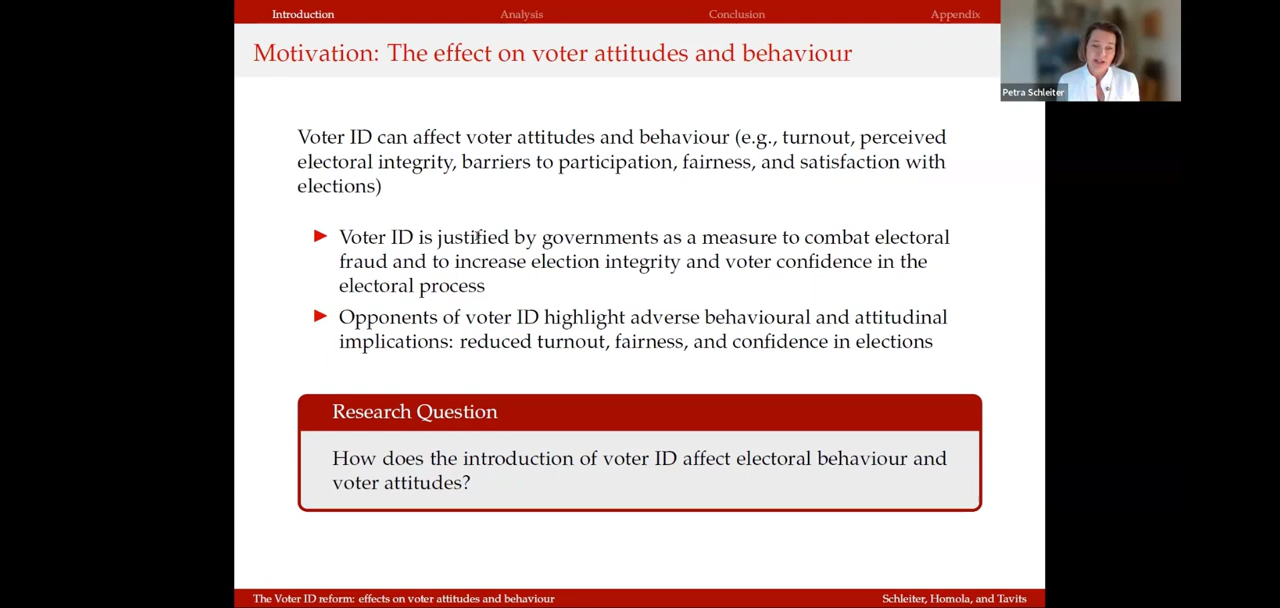 Introduction Analysis Conclusion Appendix
Motivation: The effect on voter attitudes and behaviour
Petra Schleiter
Voter ID can affect voter attitudes and behaviour (e.g., turnout, perceived
electoral integrity, barriers to participation, fairness, and satisfaction with
elections)
Voter ID is justified by governments as a measure to combat electoral
fraud and to increase election integrity and voter confidence in the
electoral process
Opponents of voter ID highlight adverse behavioural and attitudinal
implications: reduced turnout, fairness, and confidence in elections
Research Question
How does the introduction of voter ID affect electoral behaviour and
voter attitudes?
The Voter ID reform: effects on voter attitudes and behaviour Schleiter, Homola, and Tavits